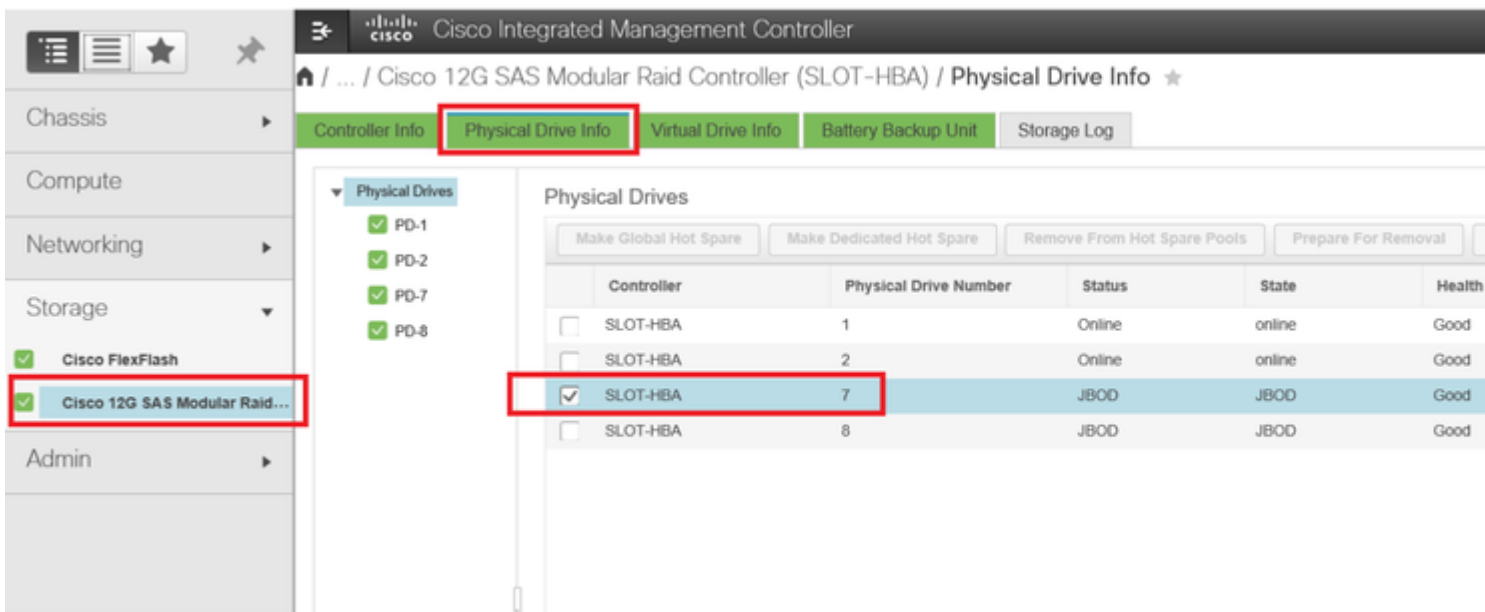 cisco Cisco Integrated Management Controller
/ ... / Cisco 12G SAS Modular Raid Controller (SLOT-HBA) / Physical Drive Info
Chassis
Compute
Networking
Storage
Cisco FlexFlash
Cisco 12G SAS Modular Raid...
Admin
Controller Info Physical Drive Info Virtual Drive Info Battery Backup Unit Storage Log
Physical Drives
PD-1
PD-2
PD-7
PD-8
Physical Drives
Make Global Hot Spare Make Dedicated Hot Spare Remove From Hot Spare Pools Prepare For Removal
Controller Physical Drive Number Status State Health
SLOT-HBA 1 Online online Good
SLOT-HBA 2 Online online Good
SLOT-HBA 7 JBOD JBOD Good
SLOT-HBA 8 JBOD JBOD Good